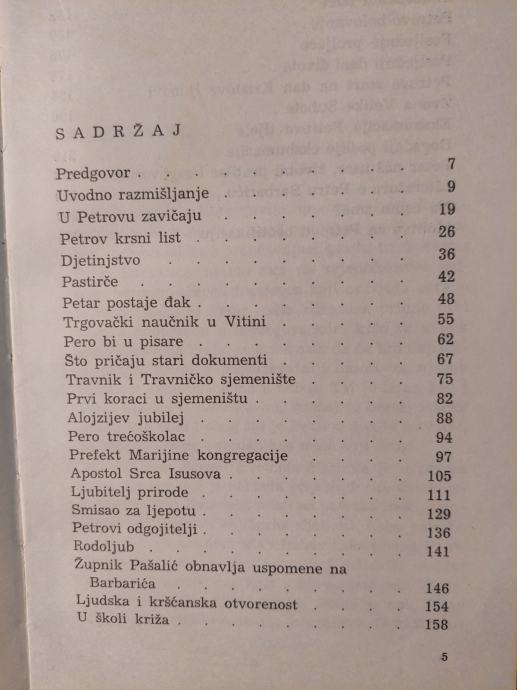 SADRŽAJ
Predgovor . . . . . . . 7
Uvodno razmišljanje . . . . . 9
U Petrovu zavičaju . . . . . . 19
Petrov krsni list . . . . . . 26
Djetinjstvo . . . . . . . 36
Pastirče . . . . . . . . 42
Petar postaje đak . . . . . . 48
Trgovački naučnik u Vitini . . . . 55
Pero bi u pisare . . . . . . 62
Što pričaju stari dokumenti . . . . 67
Travnik i Travničko sjemenište . . . 75
Prvi koraci u sjemeništu . . . . . 82
Alojzijev jubilej . . . . . . 88
Pero trećoškolac . . . . . . 94
Prefekt Marijine kongregacije . . . 97
Apostol Srca Isusova . . . . . 105
Ljubitelj prirode . . . . . . 111
Smisao za ljepotu . . . . . . 129
Petrovi odgojitelji . . . . . . 136
Rodoljub . . . . . . . . 141
Župnik Pašalić obnavlja uspomene na
Barbarića . . . . . . . 146
Ljudska i kršćanska otvorenost . . . 154
U školi križa . . . . . . . 158
5